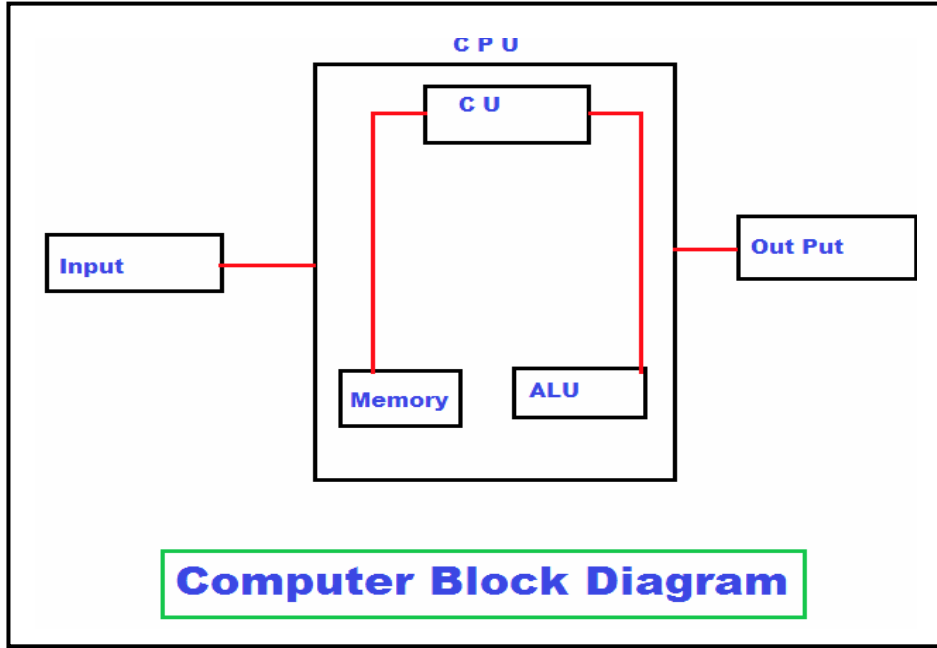 C P U
C U
Input
Out Put
Memory
ALU
Computer Block Diagram